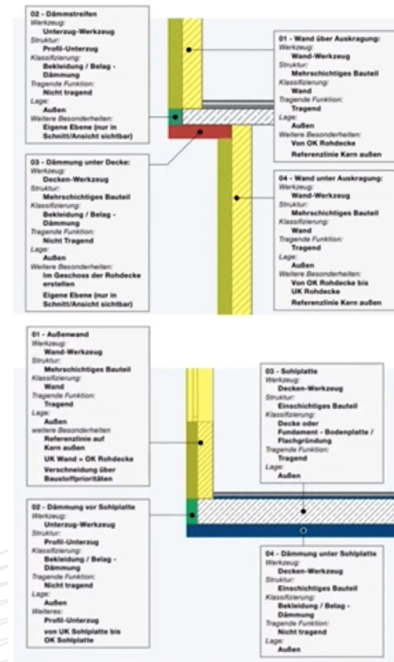 02 - Dämmstreifen
Werkzeug:
Unterzug-Werkzeug
Struktur:
Profil-Unterzug
Klassifizierung:
Bekleidung / Belag -
Dämmung
Tragende Funktion:
Nicht tragend
Lage:
Außen
Weitere Besonderheiten:
Eigene Ebene (nur in
Schnitt/Ansicht sichtbar)
01 - Wand über Auskragung:
Werkzeug:
Wand-Werkzeug
Struktur:
Mehrschichtiges Bauteil
Klassifizierung:
Wand
Tragende Funktion:
Tragend
Lage:
Außen
Weitere Besonderheiten:
Von OK Rohdecke
Referenzlinie Kern außen
03 - Dämmung unter Decke:
Werkzeug:
Decken-Werkzeug
Struktur:
Mehrschichtiges Bauteil
Klassifizierung:
Bekleidung / Belag -
Dämmung
Tragende Funktion:
Nicht Tragend
Lage:
Außen
Weitere Besonderheiten:
Im Geschoss der Rohdecke
erstellen
Eigene Ebene (nur in
Schnitt/Ansicht sichtbar)
04 - Wand unter Auskragung:
Werkzeug:
Wand-Werkzeug
Struktur:
Mehrschichtiges Bauteil
Klassifizierung:
Wand
Tragende Funktion:
Tragend
Lage:
Außen
Weitere Besonderheiten:
Von OK Rohdecke bis
UK Rohdecke
Referenzlinie Kern außen
01 - Außenwand
Werkzeug:
Wand-Werkzeug
Struktur:
Mehrschichtiges Bauteil
Klassifizierung:
Wand
Tragende Funktion:
Tragend
Lage:
Außen
weitere Besonderheiten
Referenzlinie auf
Kern außen
UK Wand = OK Rohdecke
Verschneidung über
Baustoffprioritäten
03 - Sohlplatte
Werkzeug:
Decken-Werkzeug
Struktur:
Einschichtiges Bauteil
Klassifizierung:
Decke oder
Fundament - Bodenplatte /
Flachgründung
Tragende Funktion:
Tragend
Lage:
Außen
02 - Dämmung vor Sohlplatte
Werkzeug:
Unterzug-Werkzeug
Struktur:
Profil-Unterzug
Klassifizierung:
Bekleidung / Belag -
Dämmung
Tragende Funktion:
Nicht tragend
Lage:
Außen
Weiteres:
Profil-Unterzug
von UK Sohlplatte bis
OK Sohlplatte
04 - Dämmung unter Sohlplatte
Werkzeug:
Decken-Werkzeug
Struktur:
Einschichtiges Bauteil
Klassifizierung:
Bekleidung / Belag -
Dämmung
Tragende Funktion:
Nicht tragend
Lage:
Außen